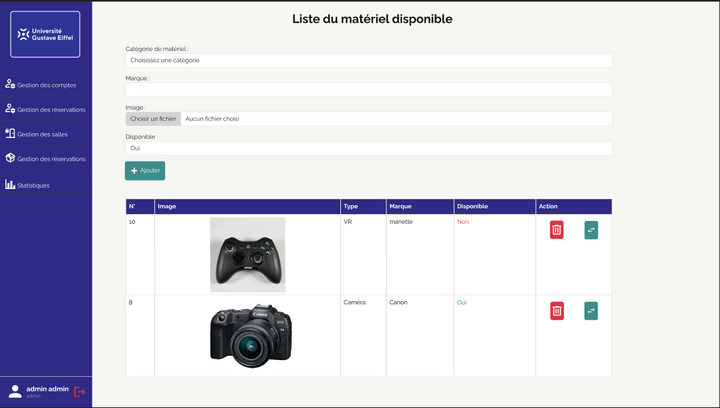 Université
Gustave Eiffel
Gestion des comptes
Gestion des réservations
Gestion des salles
Gestion des réservations
Statistiques
admin admin
admin
Liste du matériel disponible
Catégorie de matériel :
Choisissez une catégorie
Marque :
Image :
Choisir un fichier Aucun fichier choisi
Disponible :
Oui
Ajouter
N° Image Type Marque Disponible Action
10 VR manette Non
8 Caméra Canon Oui
Canon
EOS